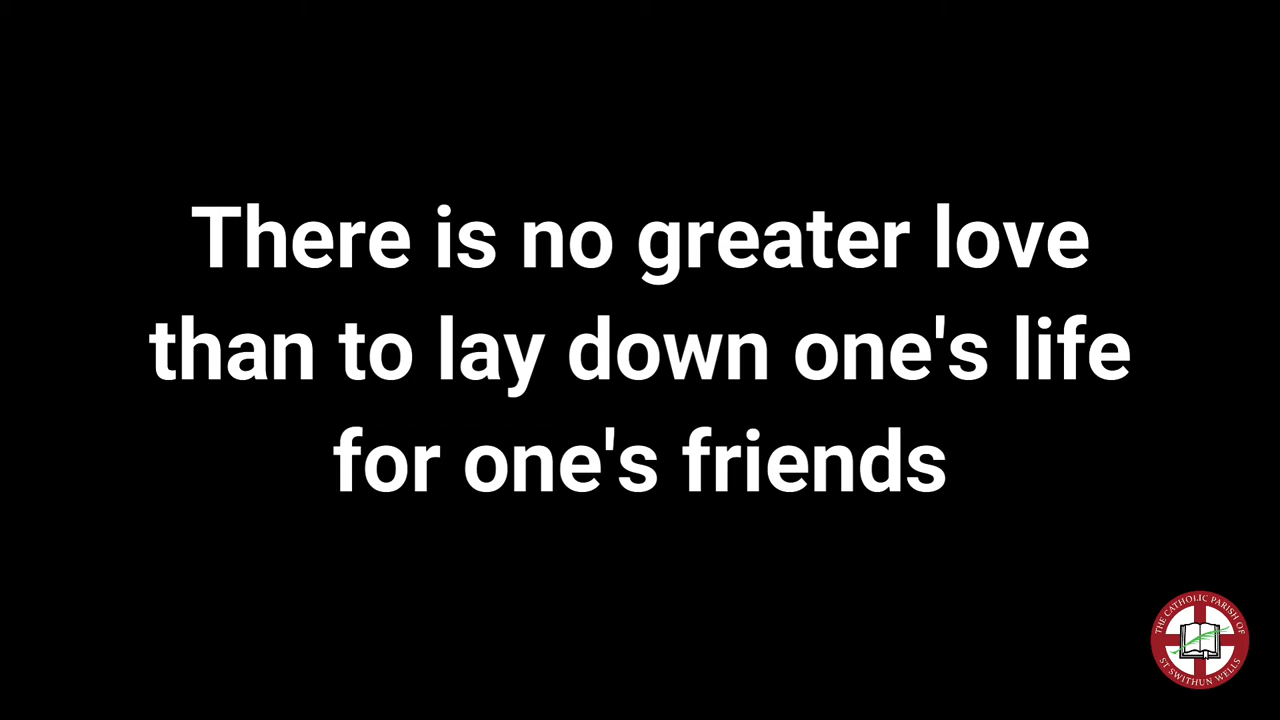 There is no greater love
than to lay down one's life
for one's friends
THE CATHOLIC PARISH OF
ST SWITHUN WELLS